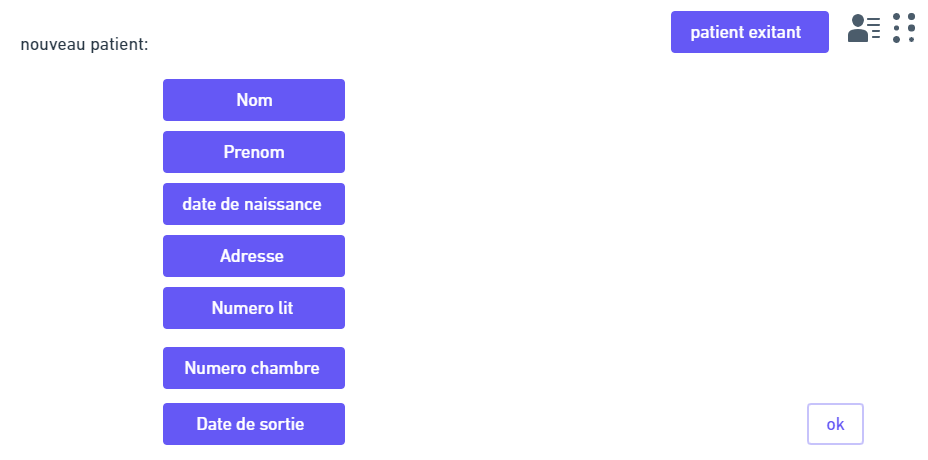 patient exitant
nouveau patient:
Nom
Prenom
date de naissance
Adresse
Numero lit
Numero chambre
Date de sortie
ok